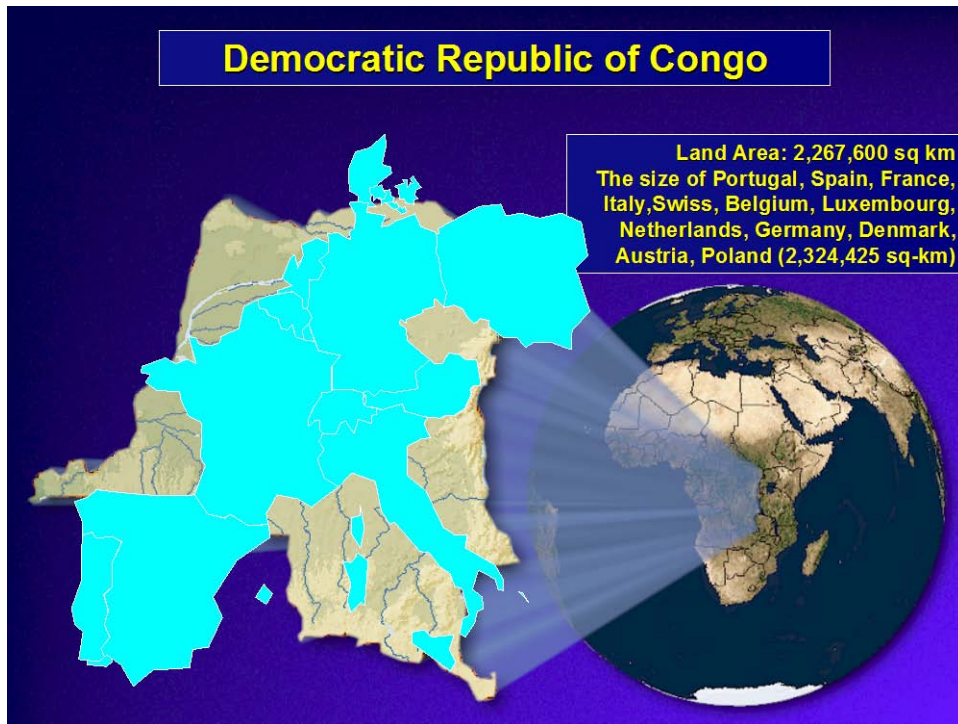 Democratic Republic of Congo
Land Area: 2,267,600 sq km
The size of Portugal, Spain, France,
Italy,Swiss, Belgium, Luxembourg,
Netherlands, Germany, Denmark,
Austria, Poland (2,324,425 sq-km)